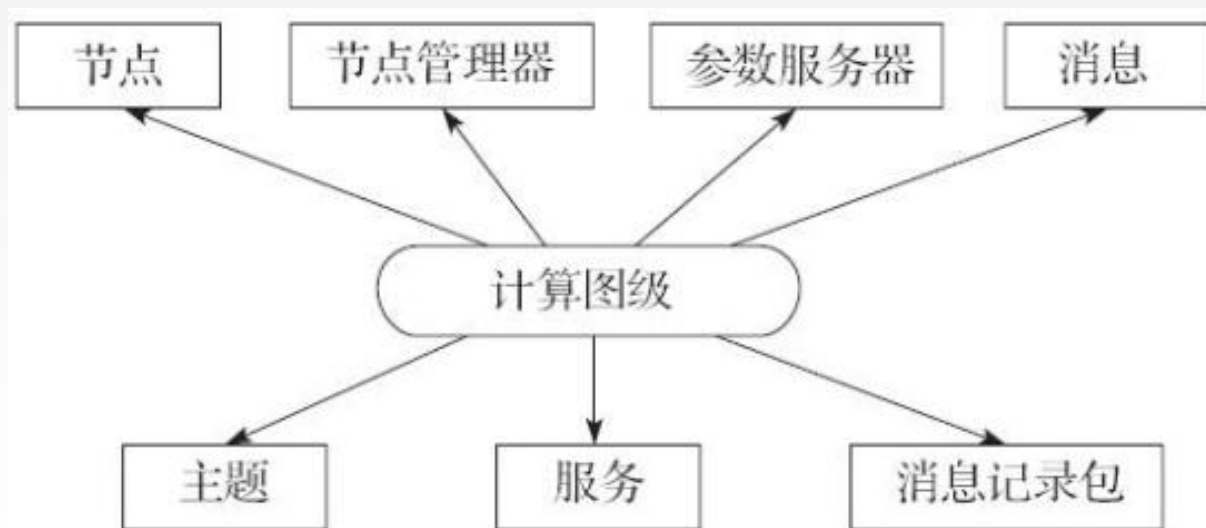 节点
节点管理器
参数服务器
消息
计算图级
主题
服务
消息记录包